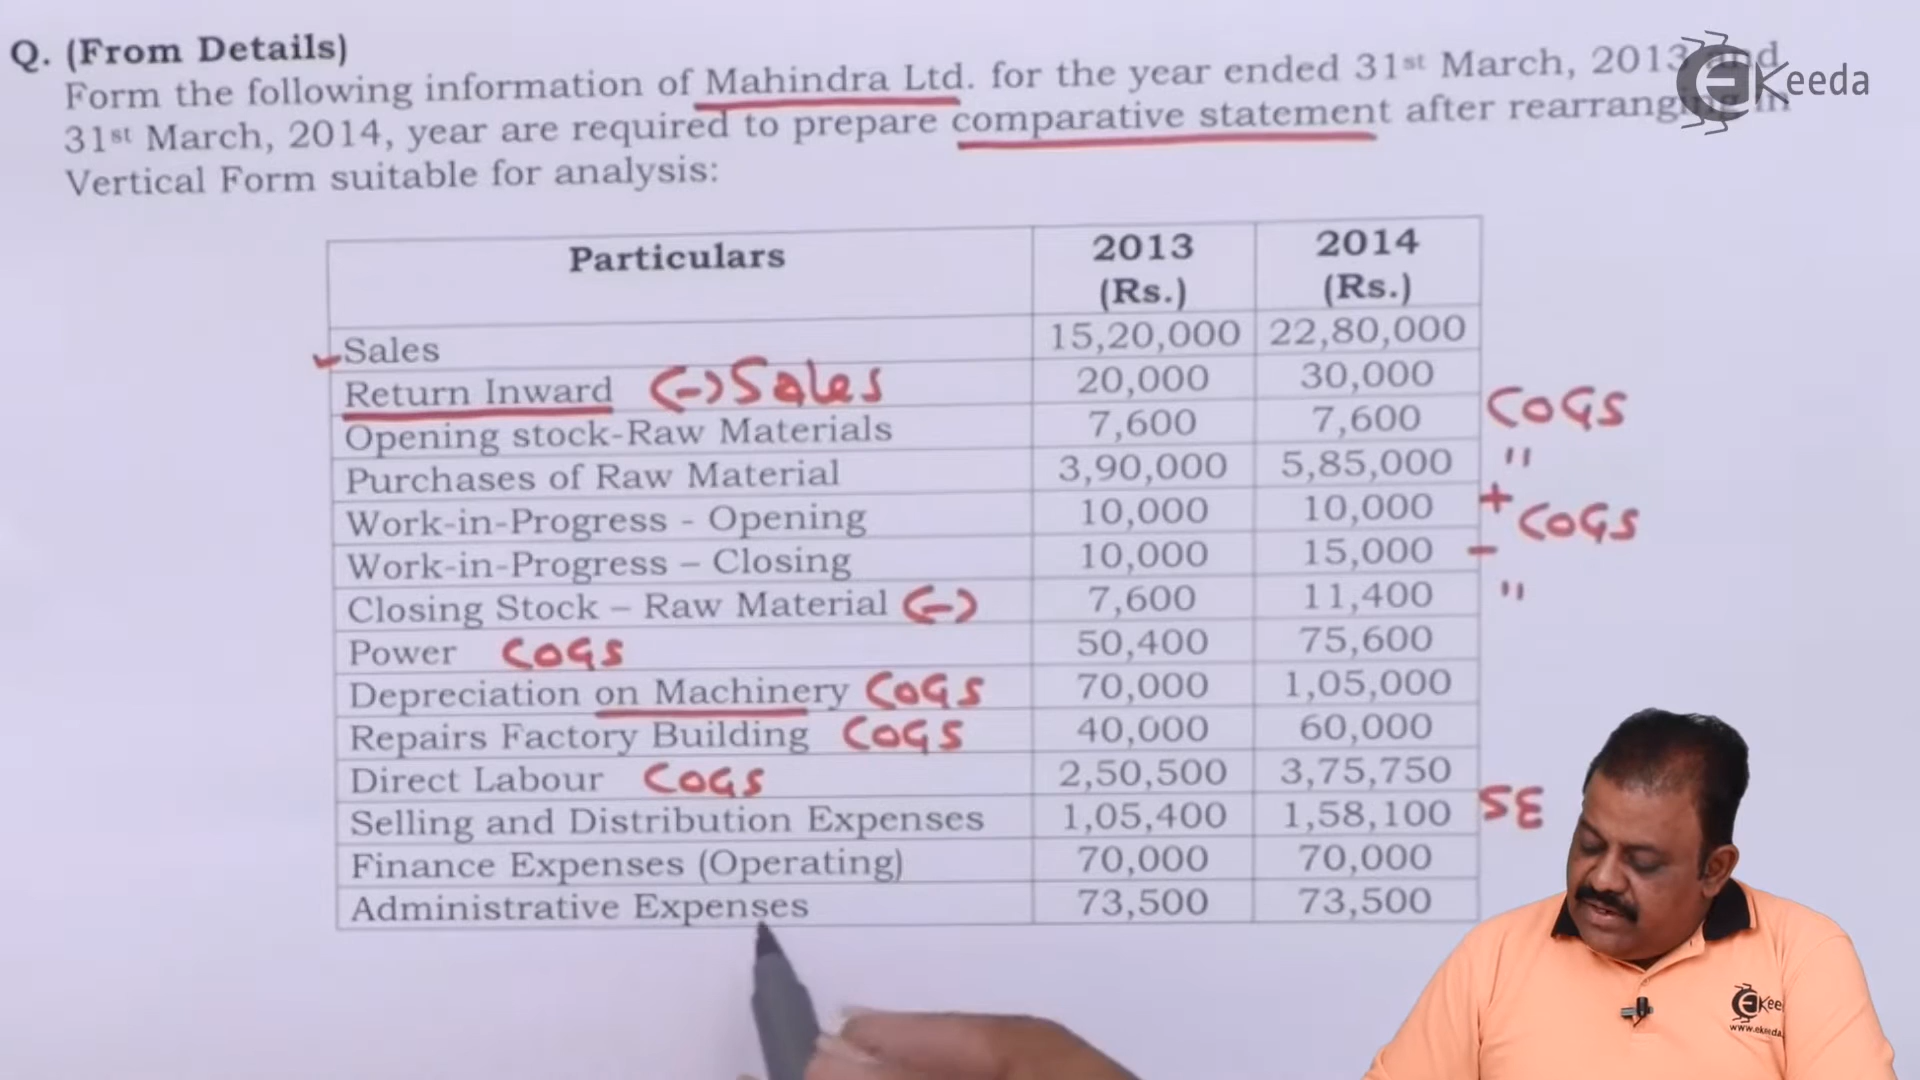 Q. (From Details)
Form the following information of Mahindra Ltd. for the year ended 31st March, 2013 and
31st March, 2014, year are required to prepare comparative statement after rearranging in
Vertical Form suitable for analysis:
EKeeda
Particulars 2013 (Rs.) 2014 (Rs.)
Sales 15,20,000 22,80,000
Return Inward (-) Sales 20,000 30,000
Opening stock-Raw Materials 7,600 7,600 COGS
Purchases of Raw Material 3,90,000 5,85,000 "
Work-in-Progress - Opening 10,000 10,000 + COGS
Work-in-Progress – Closing 10,000 15,000 -
Closing Stock – Raw Material (-) 7,600 11,400 "
Power COGS 50,400 75,600
Depreciation on Machinery COGS 70,000 1,05,000
Repairs Factory Building COGS 40,000 60,000
Direct Labour COGS 2,50,500 3,75,750
Selling and Distribution Expenses 1,05,400 1,58,100 SE
Finance Expenses (Operating) 70,000 70,000
Administrative Expenses 73,500 73,500